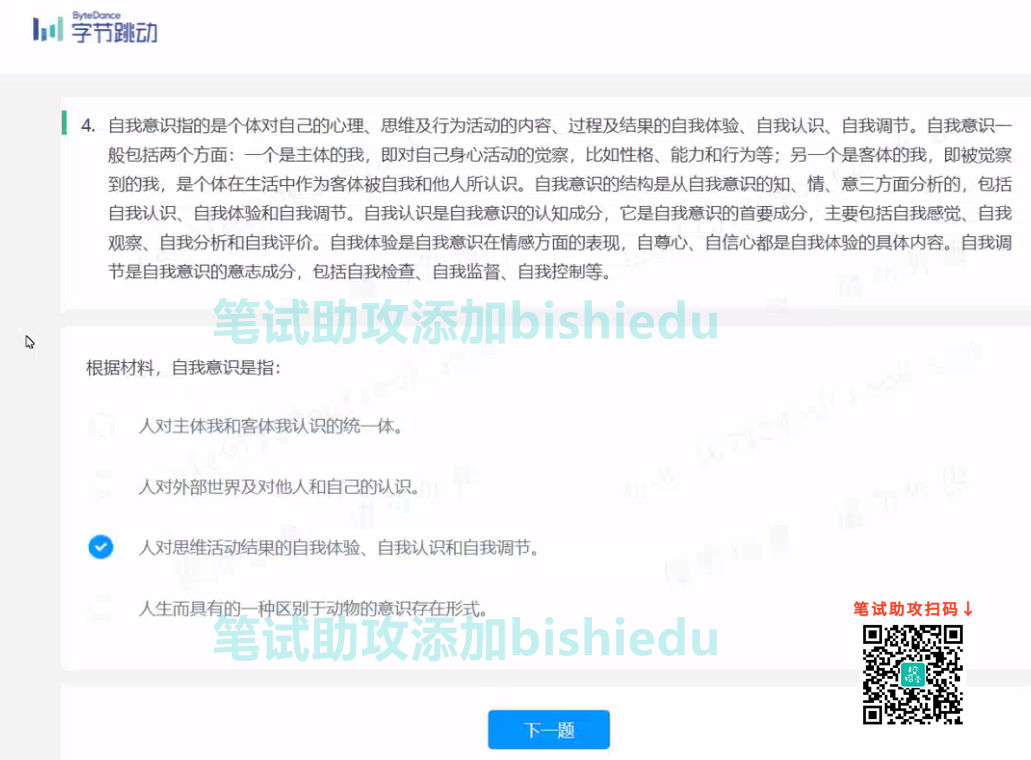 ByteDance
字节跳动
4. 自我意识指的是个体对自己的心理、思维及行为活动的内容、过程及结果的自我体验、自我认识、自我调节。自我意识一
般包括两个方面：一个是主体的我，即对自己身心活动的觉察，比如性格、能力和行为等；另一个是客体的我，即被觉察
到的我，是个体在生活中作为客体被自我和他人所认识。自我意识的结构是从自我意识的知、情、意三方面分析的，包括
自我认识、自我体验和自我调节。自我认识是自我意识的认知成分，它是自我意识的首要成分，主要包括自我感觉、自我
观察、自我分析和自我评价。自我体验是自我意识在情感方面的表现，自尊心、自信心都是自我体验的具体内容。自我调
节是自我意识的意志成分，包括自我检查、自我监督、自我控制等。
笔试助攻添加bishiedu
根据材料，自我意识是指：
人对主体我和客体我认识的统一体。
人对外部世界及对他人和自己的认识。
人对思维活动结果的自我体验、自我认识和自我调节。
人生而具有的一种区别于动物的意识存在形式。
笔试助攻扫码↓
笔试助攻添加bishiedu
下一题